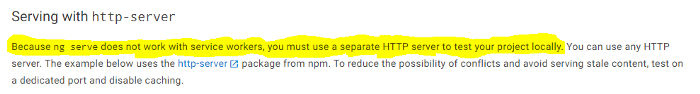 Serving with http-server
Because ng serve does not work with service workers, you must use a separate HTTP server to test your project locally. You can use any HTTP
server. The example below uses the http-server package from npm. To reduce the possibility of conflicts and avoid serving stale content, test on
a dedicated port and disable caching.